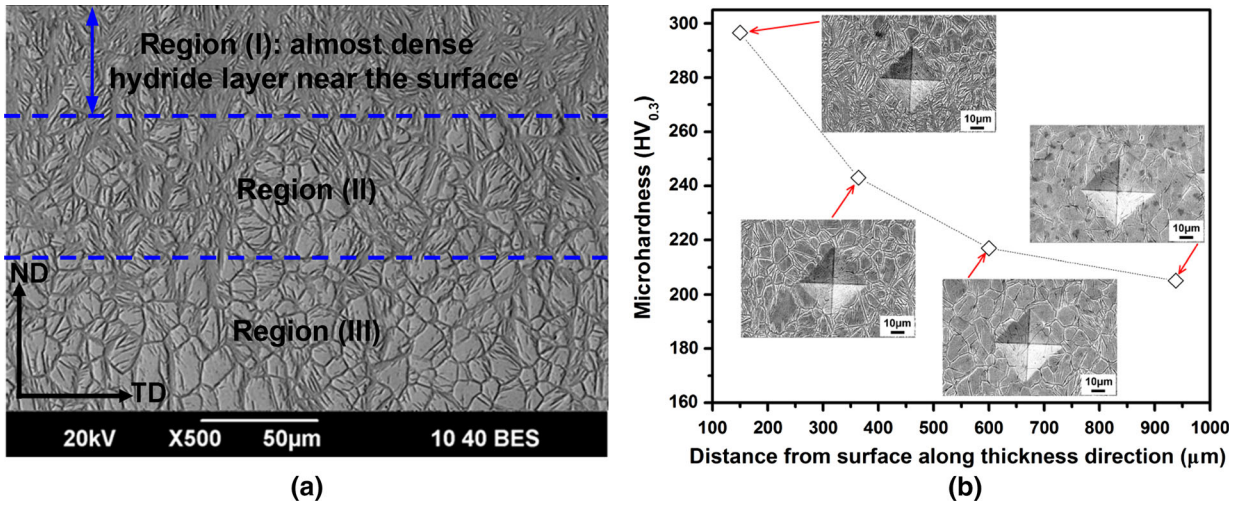 Region (I): almost dense
hydride layer near the surface
Region (II)
ND
Region (III)
TD
20kV X500 50µm 10 40 BES
(a)
300
280
260
240
220
200
180
160
Microhardness (HV0.3)
10µm
10µm
10µm
10µm
100 200 300 400 500 600 700 800 900 1000
Distance from surface along thickness direction (µm)
(b)